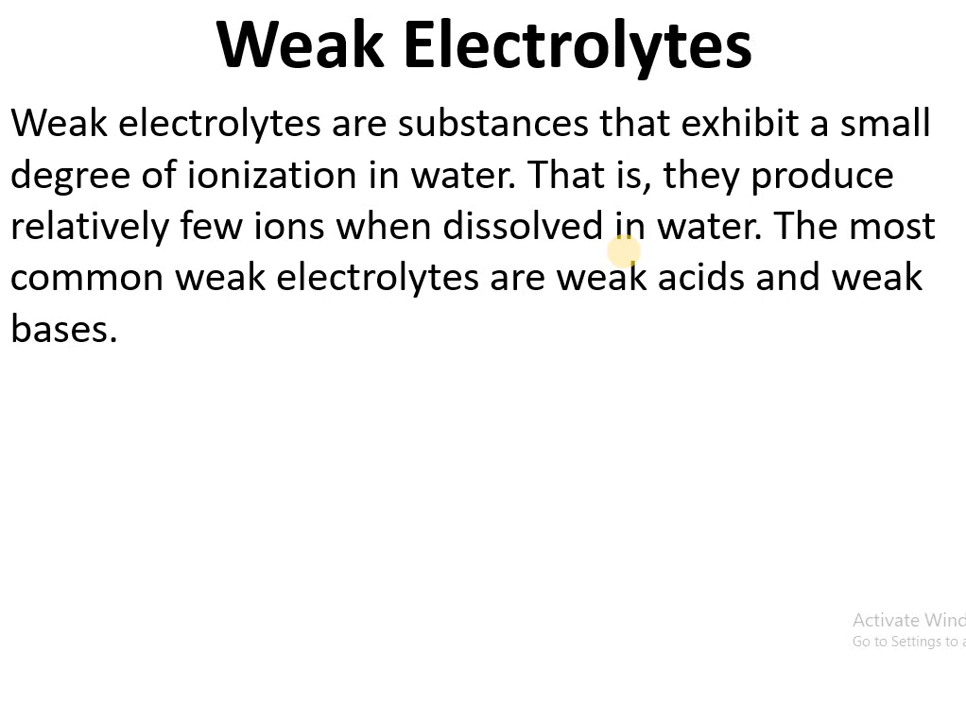 Weak Electrolytes
Weak electrolytes are substances that exhibit a small
degree of ionization in water. That is, they produce
relatively few ions when dissolved in water. The most
common weak electrolytes are weak acids and weak
bases.
Activate Wind
Go to Settings to a